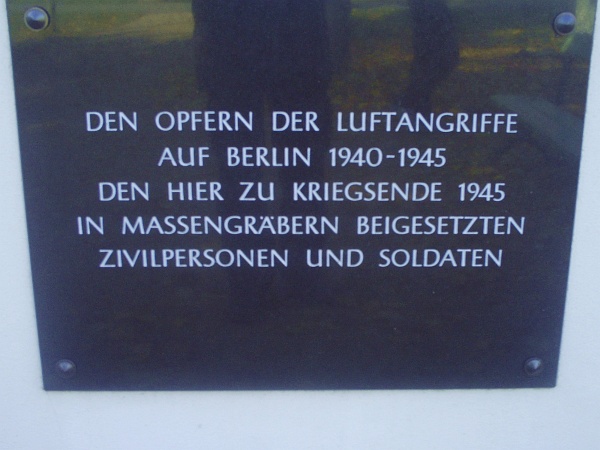 DEN OPFERN DER LUFTANGRIFFE
AUF BERLIN 1940-1945
DEN HIER ZU KRIEGSENDE 1945
IN MASSENGRÄBERN BEIGESETZTEN
ZIVILPERSONEN UND SOLDATEN